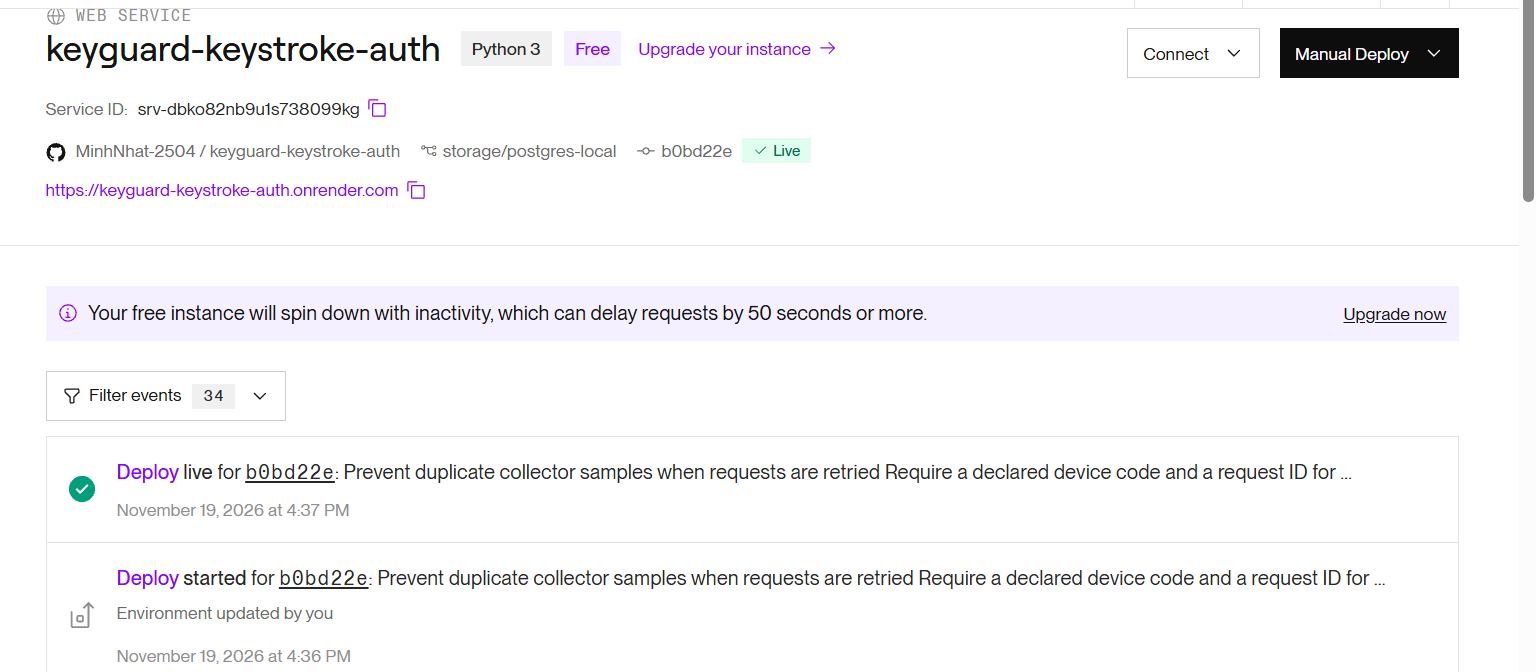 WEB SERVICE
keyguard-keystroke-auth Python 3 Free Upgrade your instance → Connect Manual Deploy
Service ID: srv-dbko82nb9u1s738099kg
MinhNhat-2504 / keyguard-keystroke-auth storage/postgres-local b0bd22e Live
https://keyguard-keystroke-auth.onrender.com
Your free instance will spin down with inactivity, which can delay requests by 50 seconds or more. Upgrade now
Filter events 34
Deploy live for b0bd22e: Prevent duplicate collector samples when requests are retried Require a declared device code and a request ID for ...
November 19, 2026 at 4:37 PM
Deploy started for b0bd22e: Prevent duplicate collector samples when requests are retried Require a declared device code and a request ID for ...
Environment updated by you
November 19, 2026 at 4:36 PM